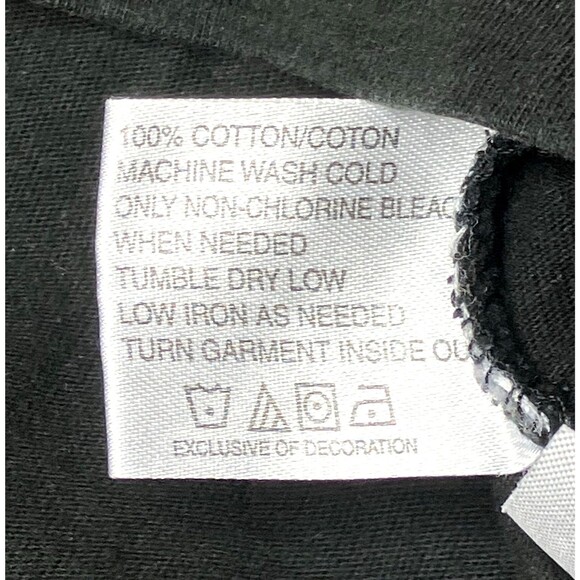 100% COTTON/COTON
MACHINE WASH COLD
ONLY NON-CHLORINE BLEAC
WHEN NEEDED
TUMBLE DRY LOW
LOW IRON AS NEEDED
TURN GARMENT INSIDE OU
EXCLUSIVE OF DECORATION